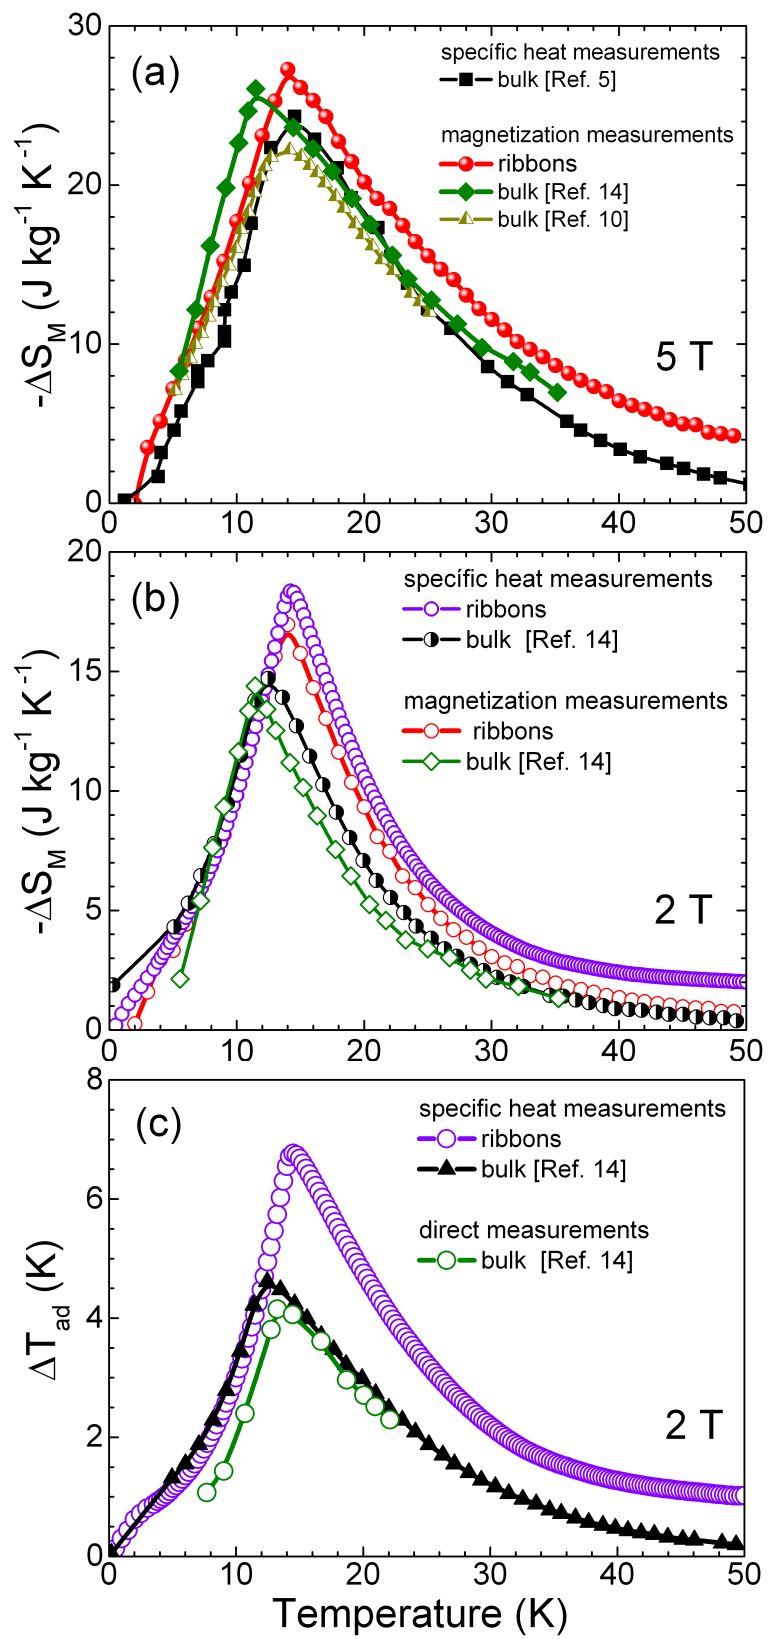 30
(a)
specific heat measurements
bulk [Ref. 5]
magnetization measurements
ribbons
bulk [Ref. 14]
bulk [Ref. 10]
20
-ΔS_M (J kg⁻¹ K⁻¹)
10
5 T
0
0 10 20 30 40 50
20
(b)
specific heat measurements
ribbons
bulk [Ref. 14]
15
magnetization measurements
ribbons
bulk [Ref. 14]
-ΔS_M (J kg⁻¹ K⁻¹)
10
5
2 T
0
0 10 20 30 40 50
8
(c)
specific heat measurements
ribbons
bulk [Ref. 14]
6
direct measurements
bulk [Ref. 14]
ΔT_ad (K)
4
2
2 T
0
0 10 20 30 40 50
Temperature (K)